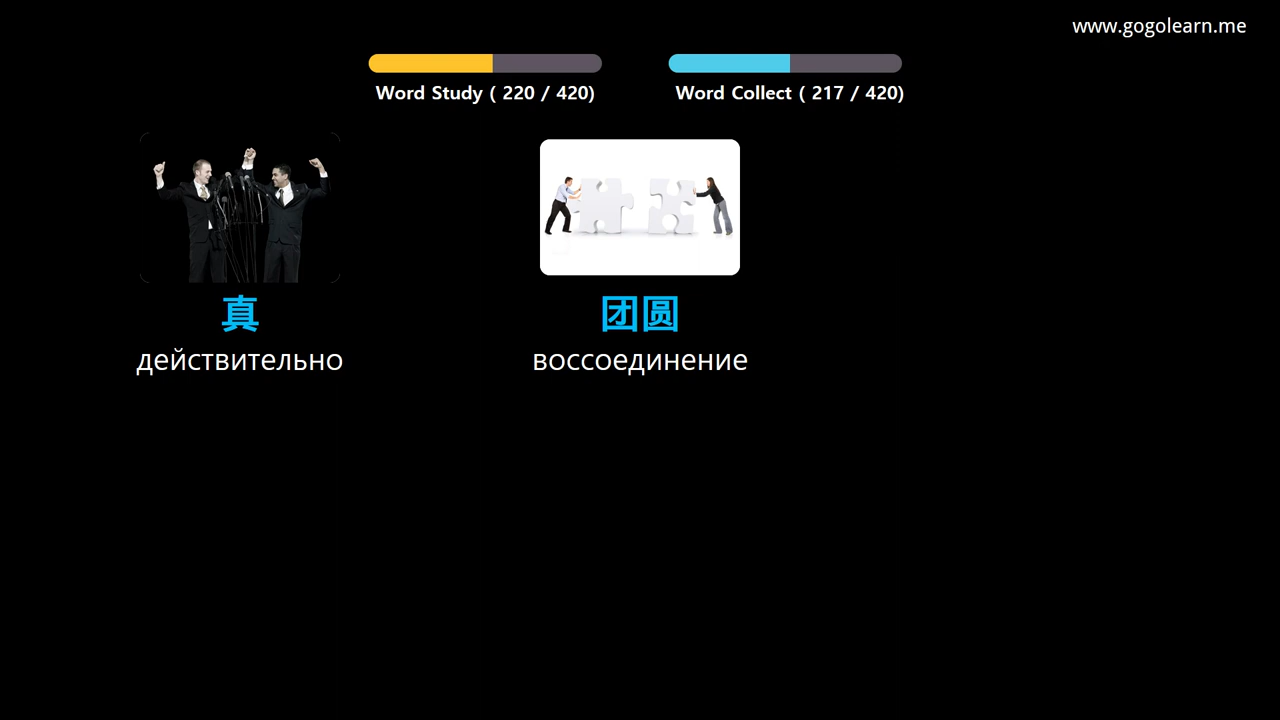 www.gogolearn.me
Word Study ( 220 / 420)
Word Collect ( 217 / 420)
真
团圆
действительно
воссоединение